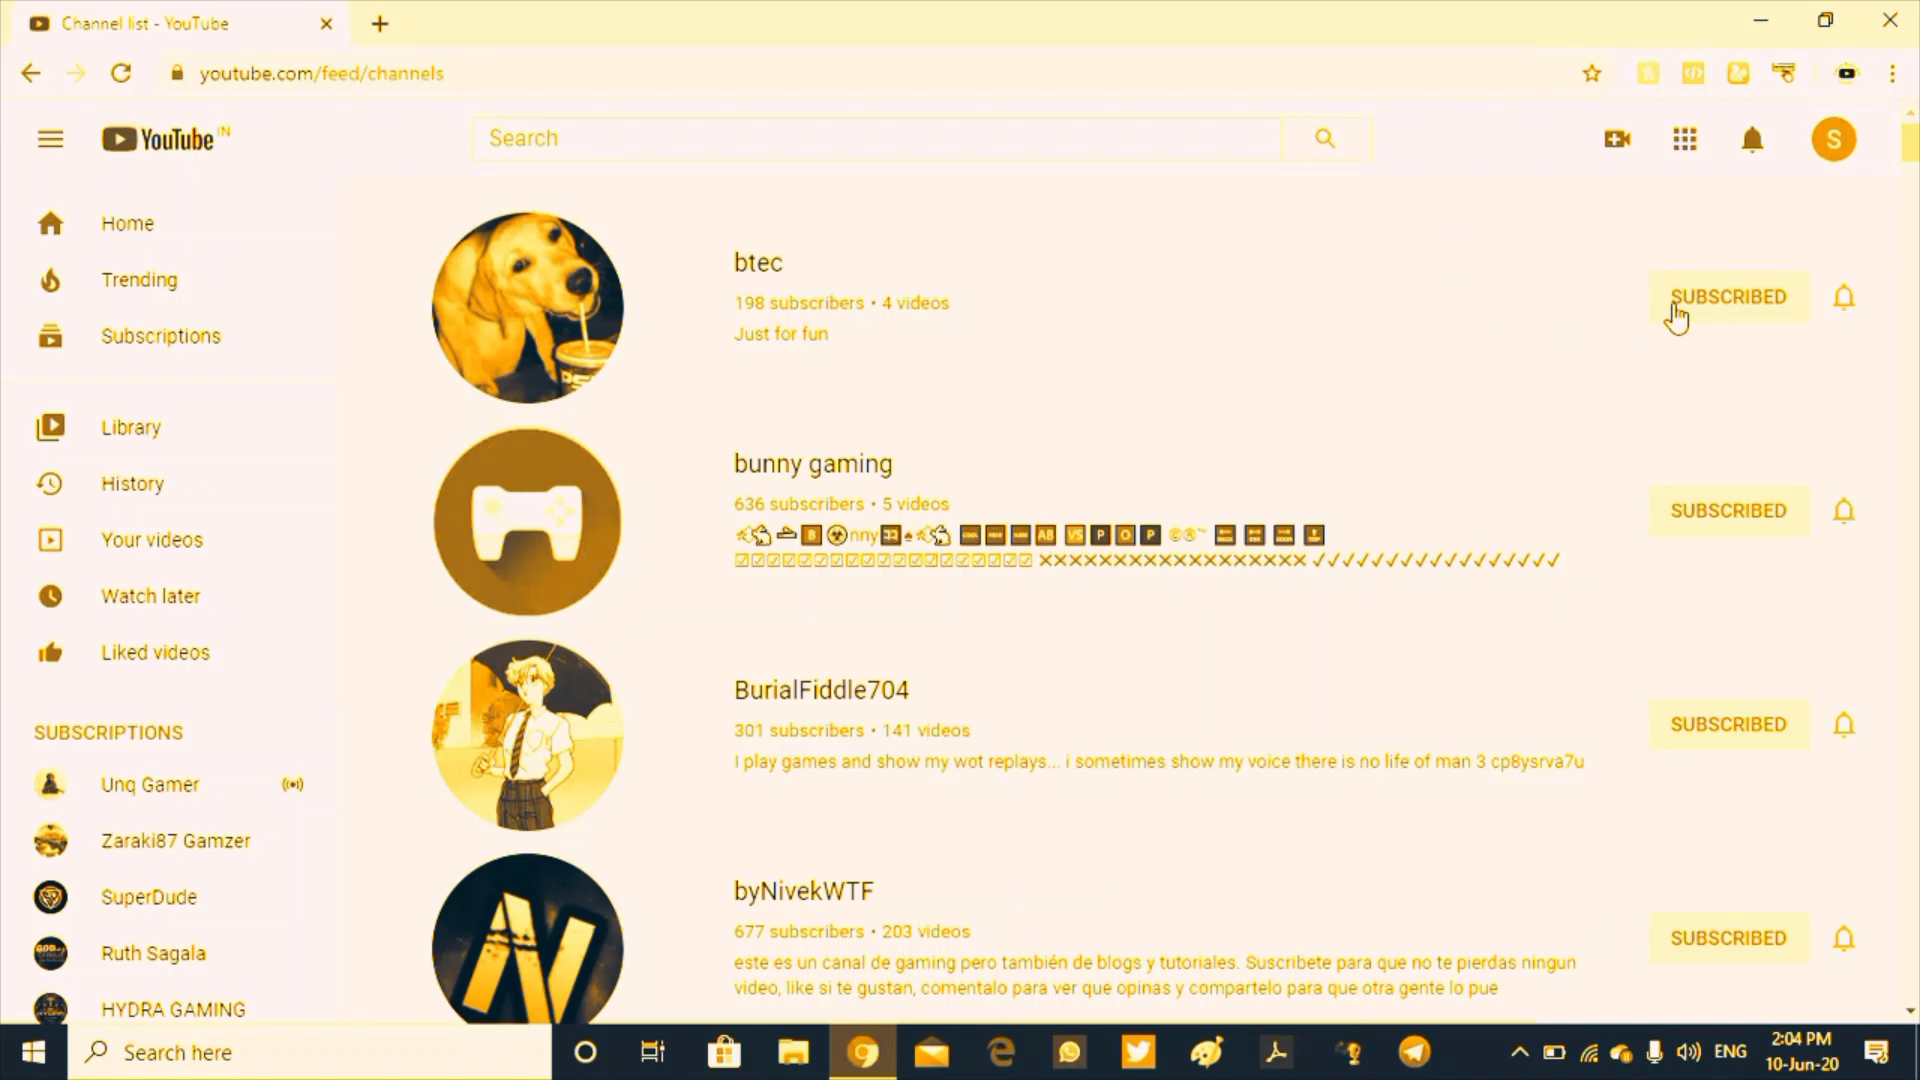 Channel list - YouTube
youtube.com/feed/channels
YouTube IN
Search
S
Home
Trending
Subscriptions
Library
History
Your videos
Watch later
Liked videos
SUBSCRIPTIONS
Unq Gamer
Zaraki87 Gamzer
SuperDude
Ruth Sagala
HYDRA GAMING
btec
198 subscribers • 4 videos
Just for fun
SUBSCRIBED
bunny gaming
636 subscribers • 5 videos
B nny AB VS P O P ©®™
☑☑☑☑☑☑☑☑☑☑☑☑☑☑☑☑☑☑☑ ✕✕✕✕✕✕✕✕✕✕✕✕✕✕✕✕✕✕ ✓✓✓✓✓✓✓✓✓✓✓✓✓✓✓✓✓
SUBSCRIBED
BurialFiddle704
301 subscribers • 141 videos
I play games and show my wot replays... i sometimes show my voice there is no life of man 3 cp8ysrva7u
SUBSCRIBED
byNivekWTF
677 subscribers • 203 videos
este es un canal de gaming pero también de blogs y tutoriales. Suscribete para que no te pierdas ningun
video, like si te gustan, comentalo para ver que opinas y compartelo para que otra gente lo pue
SUBSCRIBED
Search here
ENG
2:04 PM
10-Jun-20